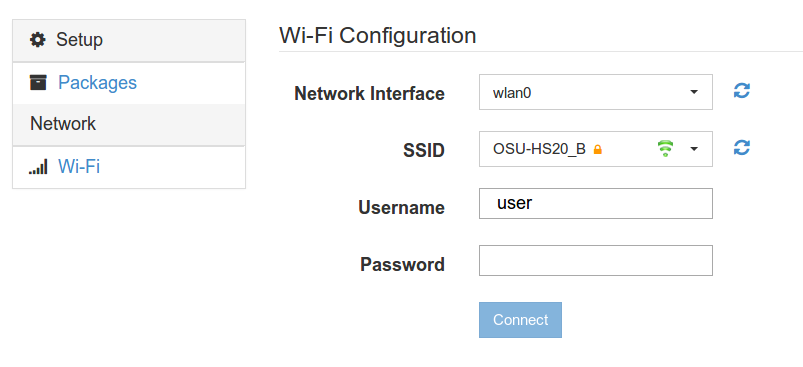 Setup
Packages
Network
Wi-Fi
Wi-Fi Configuration
Network Interface wlan0
SSID OSU-HS20_B
Username user
Password
Connect